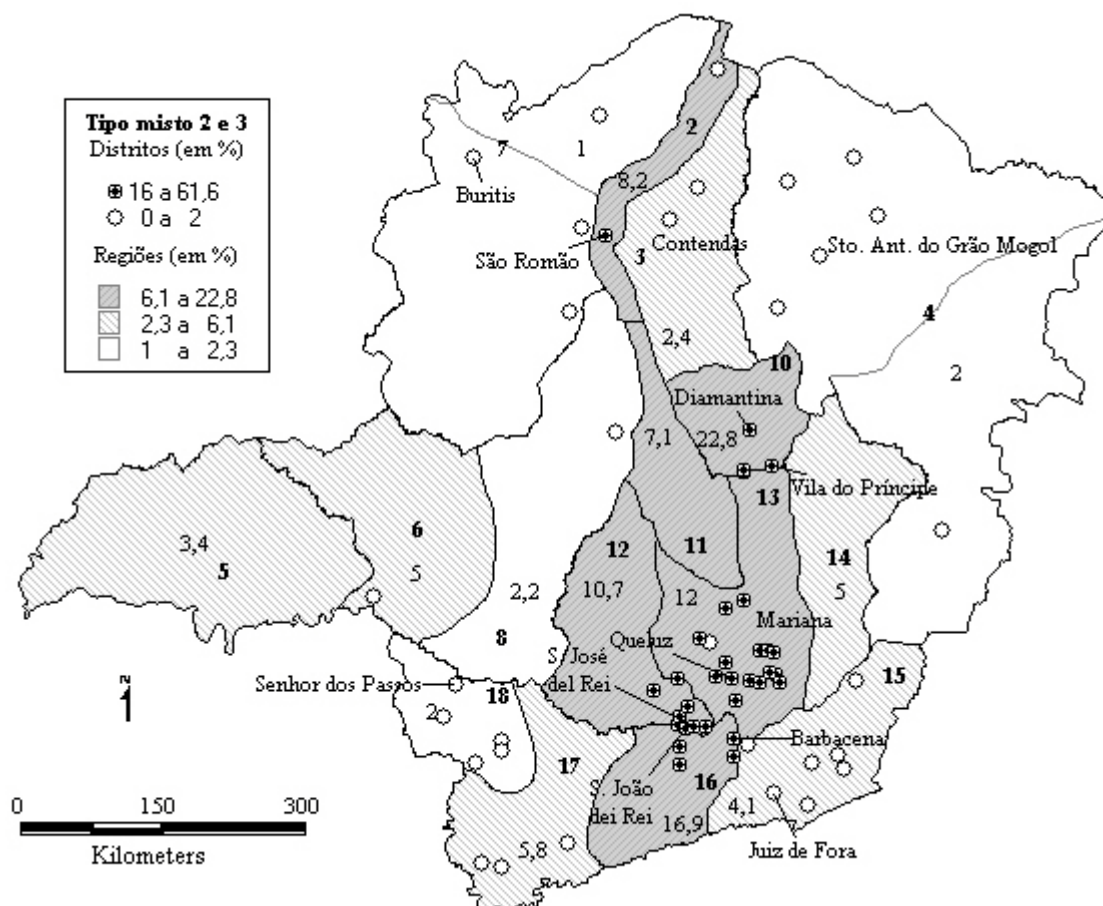 Tipo misto 2 e 3
Distritos (em %)
16 a 61,6
0 a 2
Regiões (em %)
6,1 a 22,8
2,3 a 6,1
1 a 2,3
7
1
2
8,2
Buritis
São Romão
3
Contendas
Sto. Ant. do Grão Mogol
4
2
2,4
10
Diamantina
7,1
22,8
Vila do Príncipe
13
6
5
3,4
5
12
10,7
11
12
14
5
2,2
8
Mariana
Queluz
S. José
del Rei
15
Senhor dos Passos
18
2
Barbacena
17
16
S. João
dei Rei
16,9
4,1
Juiz de Fora
5,8
N
1
0 150 300
Kilometers